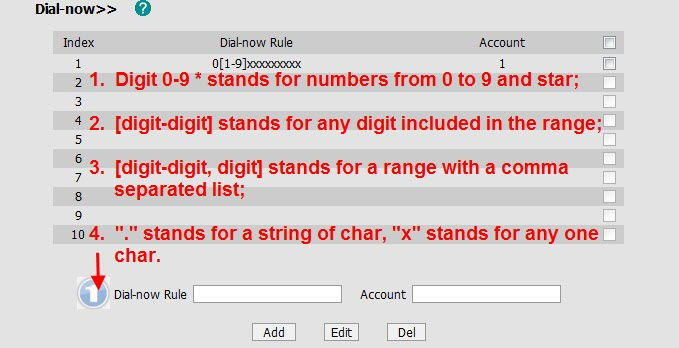 Dial-now>> ?
Index Dial-now Rule Account
1 0[1-9]xxxxxxxxx 1
2 1. Digit 0-9 * stands for numbers from 0 to 9 and star;
3
4 2. [digit-digit] stands for any digit included in the range;
5
6
7 3. [digit-digit, digit] stands for a range with a comma
separated list;
8
9
10 4. "." stands for a string of char, "x" stands for any one
char.
1 Dial-now Rule Account
Add Edit Del